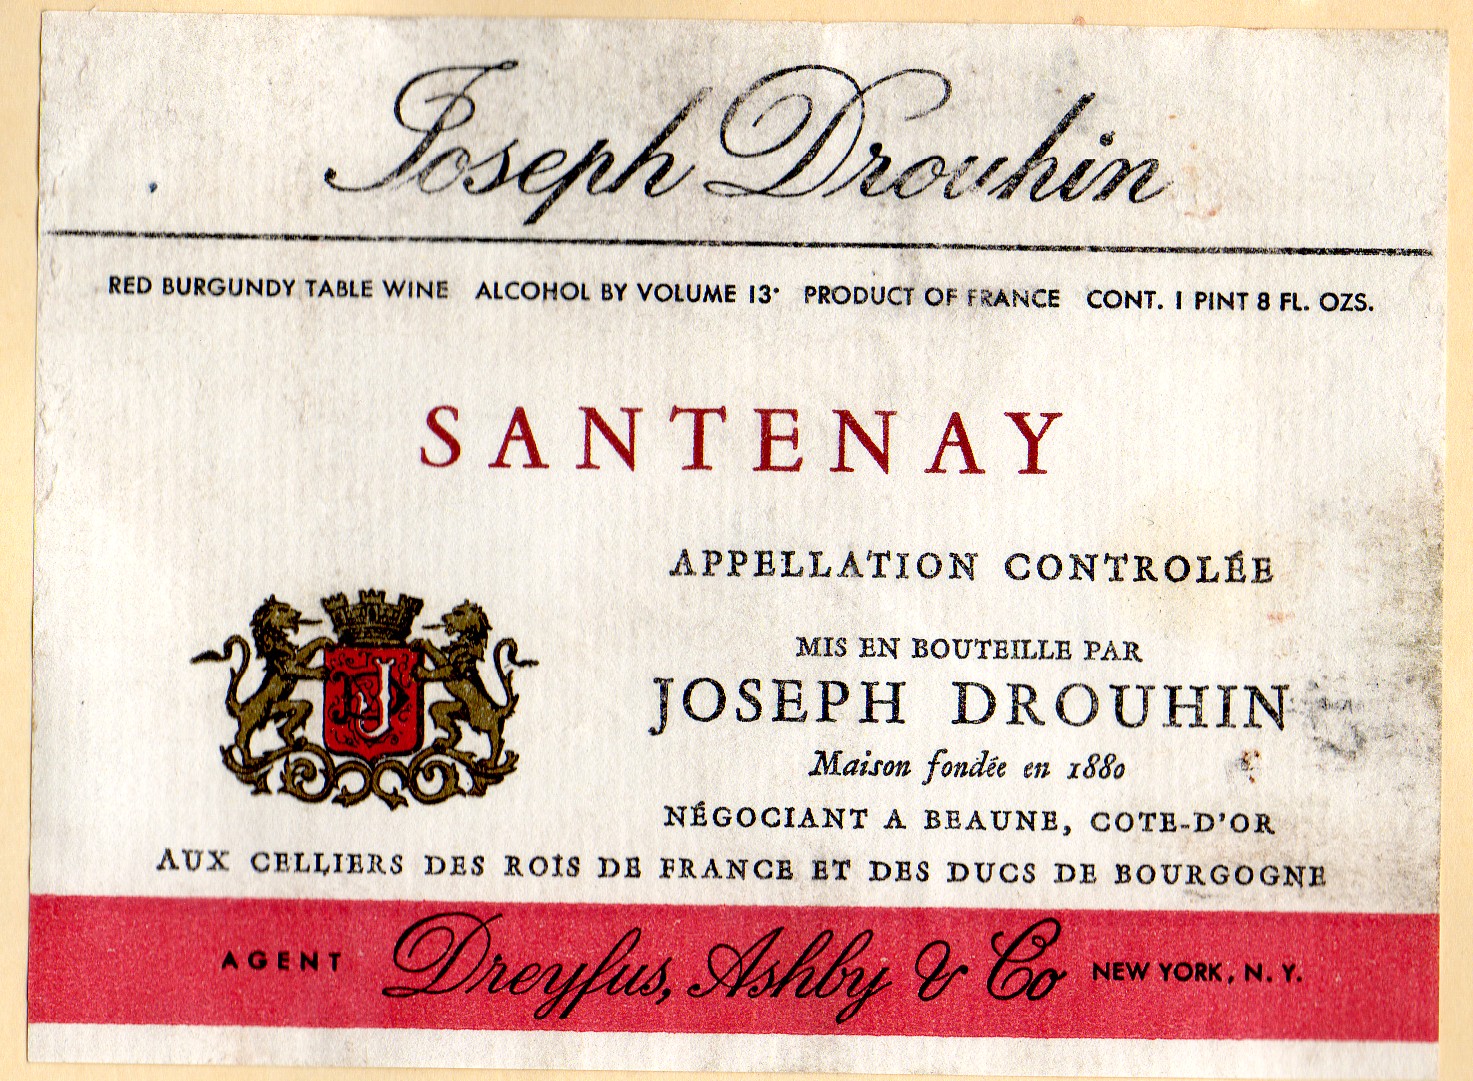 Joseph Drouhin
RED BURGUNDY TABLE WINE ALCOHOL BY VOLUME 13° PRODUCT OF FRANCE CONT. 1 PINT 8 FL. OZS.
SANTENAY
APPELLATION CONTROLÉE
MIS EN BOUTEILLE PAR
JOSEPH DROUHIN
Maison fondée en 1880
NÉGOCIANT A BEAUNE, COTE-D'OR
AUX CELLIERS DES ROIS DE FRANCE ET DES DUCS DE BOURGOGNE
AGENT Dreyfus, Ashby & Co NEW YORK, N. Y.